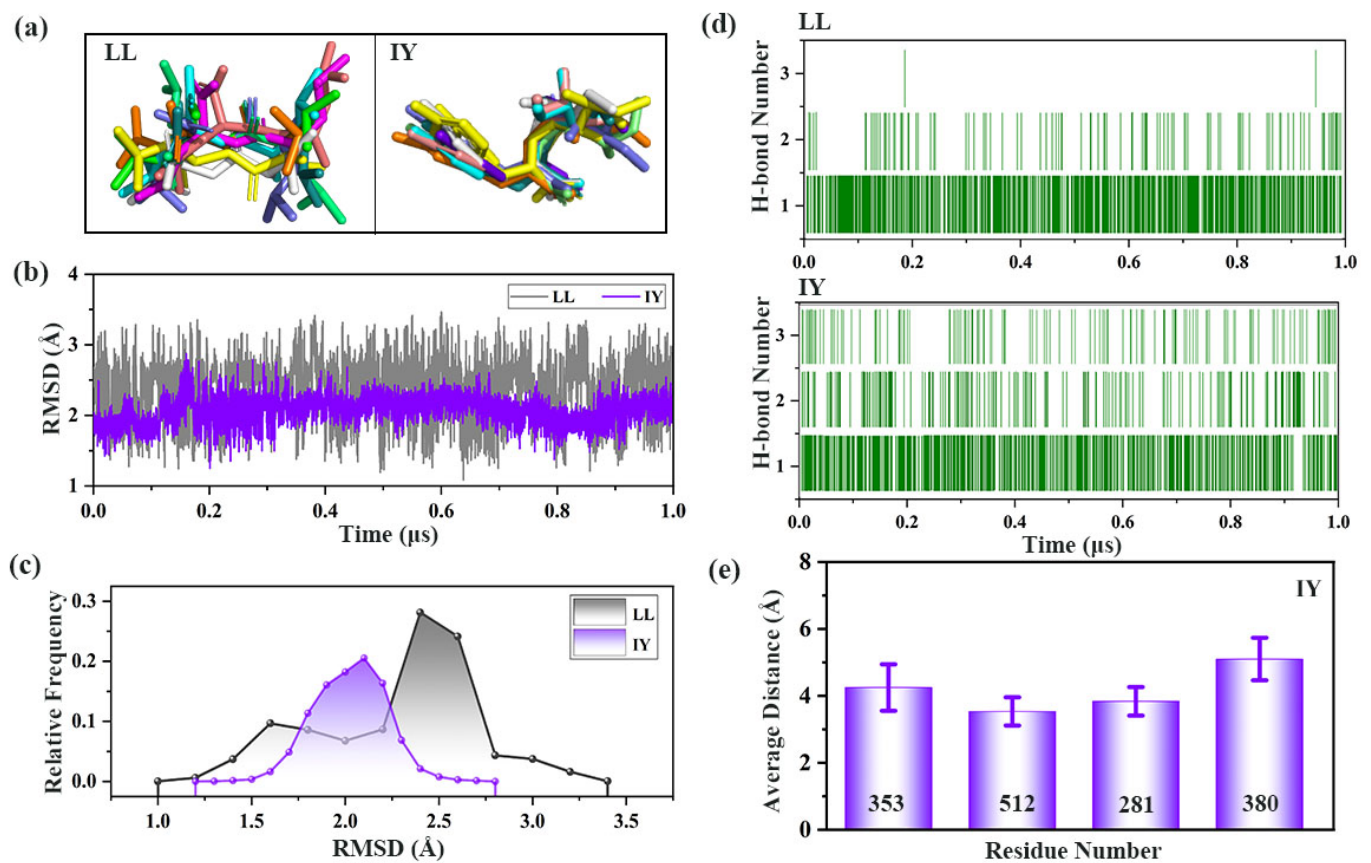 (a)
LL
IY
(b)
RMSD (Å)
4
3
2
1
LL
IY
0.0
0.2
0.4
0.6
0.8
1.0
Time (μs)
(c)
Relative Frequency
0.3
0.2
0.1
0.0
LL
IY
1.0
1.5
2.0
2.5
3.0
3.5
RMSD (Å)
(d)
LL
H-bond Number
3
2
1
0.2
0.4
0.6
0.8
1.0
IY
H-bond Number
3
2
1
0.0
0.2
0.4
0.6
0.8
1.0
Time (μs)
(e)
Average Distance (Å)
8
6
4
2
0
IY
353
512
281
380
Residue Number